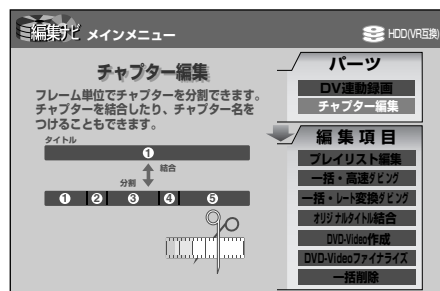 編集ナビ メインメニュー
HDD(VR互換)
チャプター編集
フレーム単位でチャプターを分割できます。
チャプターを結合したり、チャプター名を
つけることもできます。
タイトル
①
結合
分割
① ② ③ ④ ⑤
パーツ
DV連動録画
チャプター編集
編集項目
プレイリスト編集
一括・高速ダビング
一括・レート変換ダビング
オリジナルタイトル結合
DVD-Video作成
DVD-Videoファイナライズ
一括削除